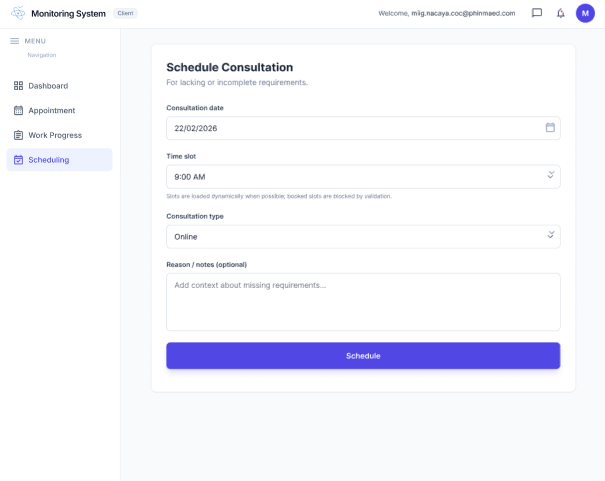 Monitoring System
Client
Welcome, miig.nacaya.coc@phinmaed.com
M
MENU
Navigation
Dashboard
Appointment
Work Progress
Scheduling
Schedule Consultation
For lacking or incomplete requirements.
Consultation date
22/02/2026
Time slot
9:00 AM
Slots are loaded dynamically when possible; booked slots are blocked by validation.
Consultation type
Online
Reason / notes (optional)
Add context about missing requirements...
Schedule